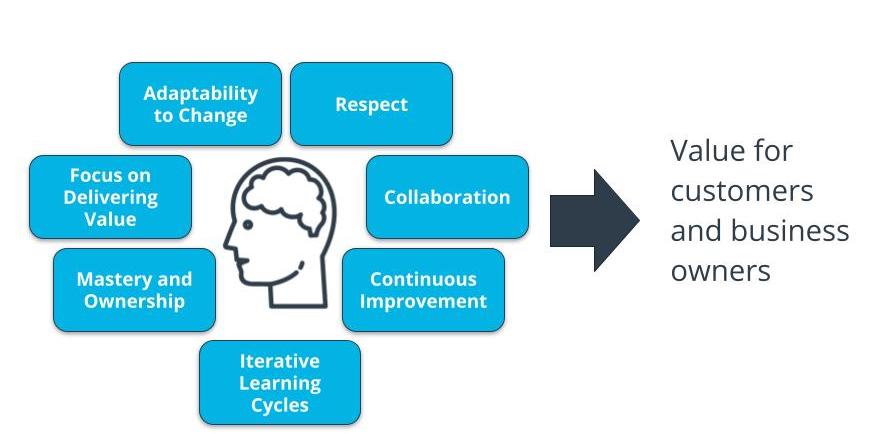 Adaptability
to Change
Respect
Focus on
Delivering
Value
Collaboration
Mastery and
Ownership
Continuous
Improvement
Iterative
Learning
Cycles
Value for
customers
and business
owners